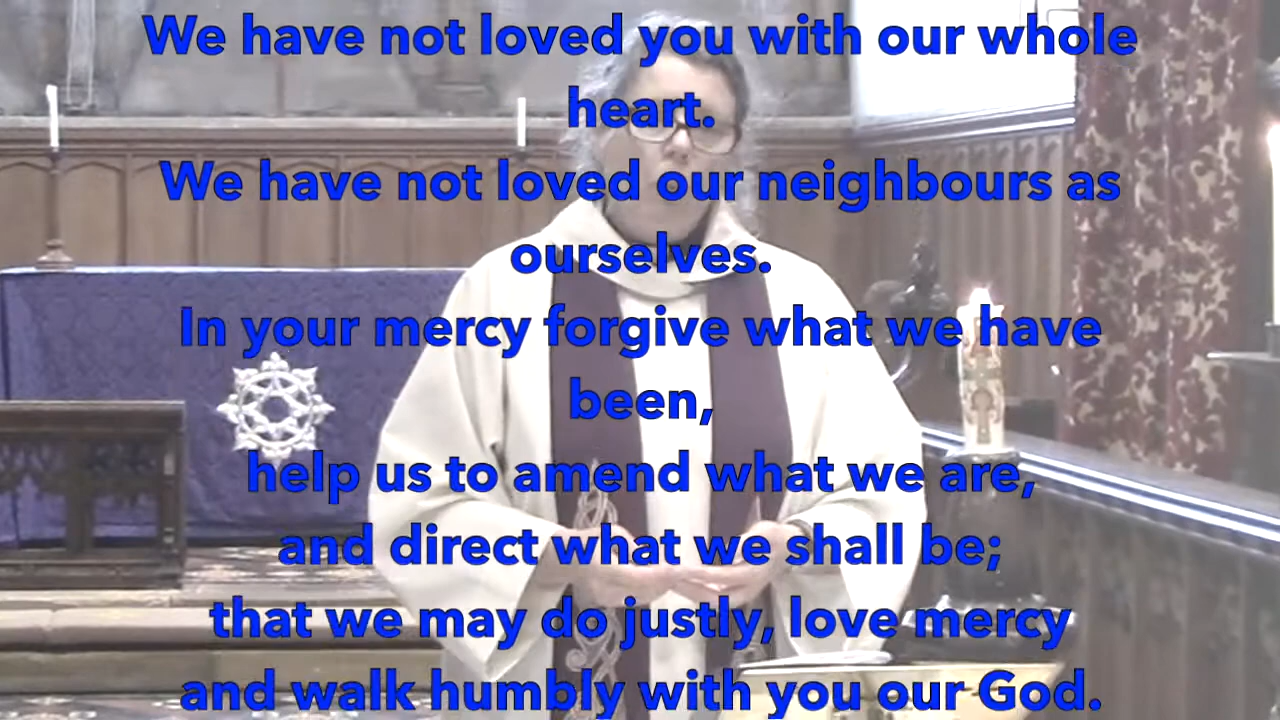 We have not loved you with our whole
heart.
We have not loved our neighbours as
ourselves.
In your mercy forgive what we have
been,
help us to amend what we are,
and direct what we shall be;
that we may do justly, love mercy
and walk humbly with you our God.